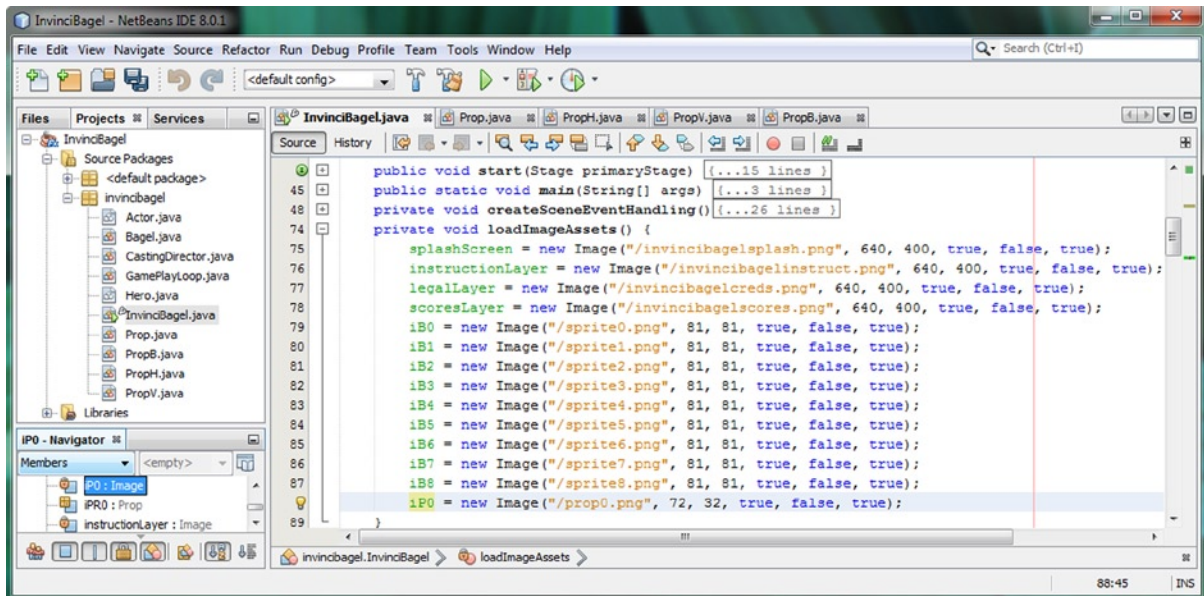 InvinciBagel - NetBeans IDE 8.0.1
File Edit View Navigate Source Refactor Run Debug Profile Team Tools Window Help
Search (Ctrl+I)
<default config>
Files Projects Services
InvinciBagel.java Prop.java PropH.java PropV.java PropB.java
InvinciBagel
Source Packages
<default package>
invincibagel
Actor.java
Bagel.java
CastingDirector.java
GamePlayLoop.java
Hero.java
InvinciBagel.java
Prop.java
PropB.java
PropH.java
PropV.java
Libraries
iP0 - Navigator
Members <empty>
iP0 : Image
iPR0 : Prop
instructionLayer : Image
Source History
public void start(Stage primaryStage) {...15 lines }
45 public static void main(String[] args) {...3 lines }
48 private void createSceneEventHandling() {...26 lines }
74 private void loadImageAssets() {
75 splashScreen = new Image("/invincibagelsplash.png", 640, 400, true, false, true);
76 instructionLayer = new Image("/invincibagelinstruct.png", 640, 400, true, false, true);
77 legalLayer = new Image("/invincibagelcreds.png", 640, 400, true, false, true);
78 scoresLayer = new Image("/invincibagelscores.png", 640, 400, true, false, true);
79 iB0 = new Image("/sprite0.png", 81, 81, true, false, true);
80 iB1 = new Image("/sprite1.png", 81, 81, true, false, true);
81 iB2 = new Image("/sprite2.png", 81, 81, true, false, true);
82 iB3 = new Image("/sprite3.png", 81, 81, true, false, true);
83 iB4 = new Image("/sprite4.png", 81, 81, true, false, true);
84 iB5 = new Image("/sprite5.png", 81, 81, true, false, true);
85 iB6 = new Image("/sprite6.png", 81, 81, true, false, true);
86 iB7 = new Image("/sprite7.png", 81, 81, true, false, true);
87 iB8 = new Image("/sprite8.png", 81, 81, true, false, true);
iP0 = new Image("/prop0.png", 72, 32, true, false, true);
89 }
invincibagel.InvinciBagel loadImageAssets
88:45 INS